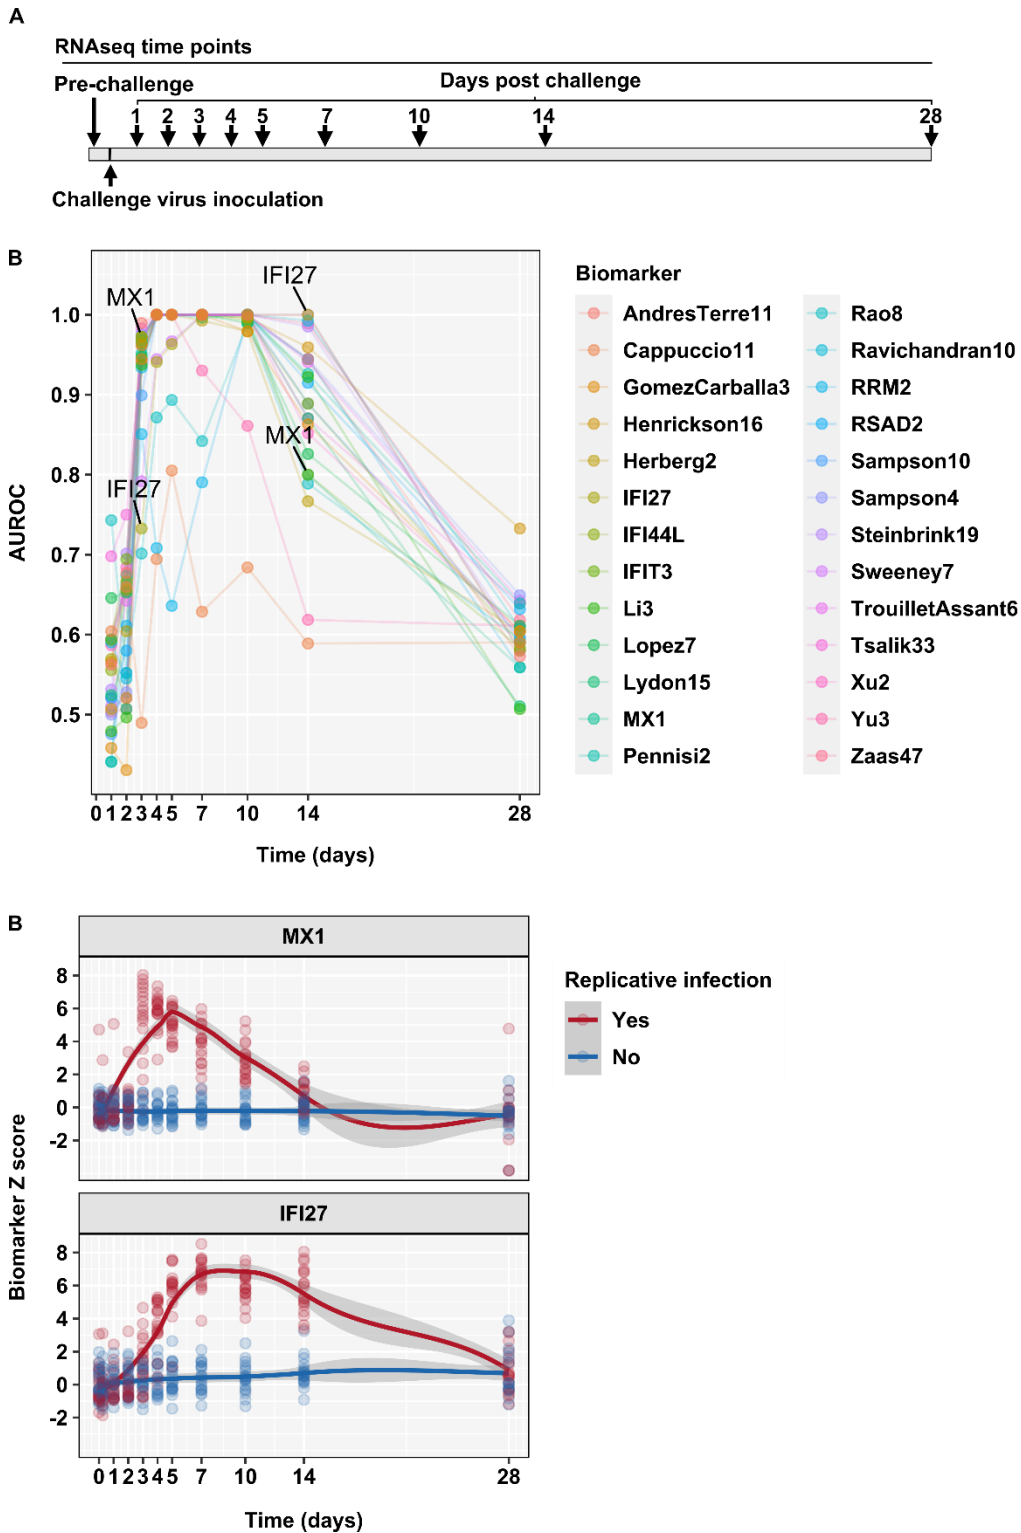 A
RNAseq time points
Pre-challenge
Days post challenge
1 2 3 4 5 7 10 14 28
Challenge virus inoculation
B
AUROC
1.0
0.9
0.8
0.7
0.6
0.5
MX1
IFI27
IFI27
MX1
0 1 2 3 4 5 7 10 14 28
Time (days)
Biomarker
AndresTerre11
Cappuccio11
GomezCarballa3
Henrickson16
Herberg2
IFI27
IFI44L
IFIT3
Li3
Lopez7
Lydon15
MX1
Pennisi2
Rao8
Ravichandran10
RRM2
RSAD2
Sampson10
Sampson4
Steinbrink19
Sweeney7
TrouilletAssant6
Tsalik33
Xu2
Yu3
Zaas47
B
Biomarker Z score
MX1
8
6
4
2
0
-2
IFI27
8
6
4
2
0
-2
0 1 2 3 4 5 7 10 14 28
Time (days)
Replicative infection
Yes
No